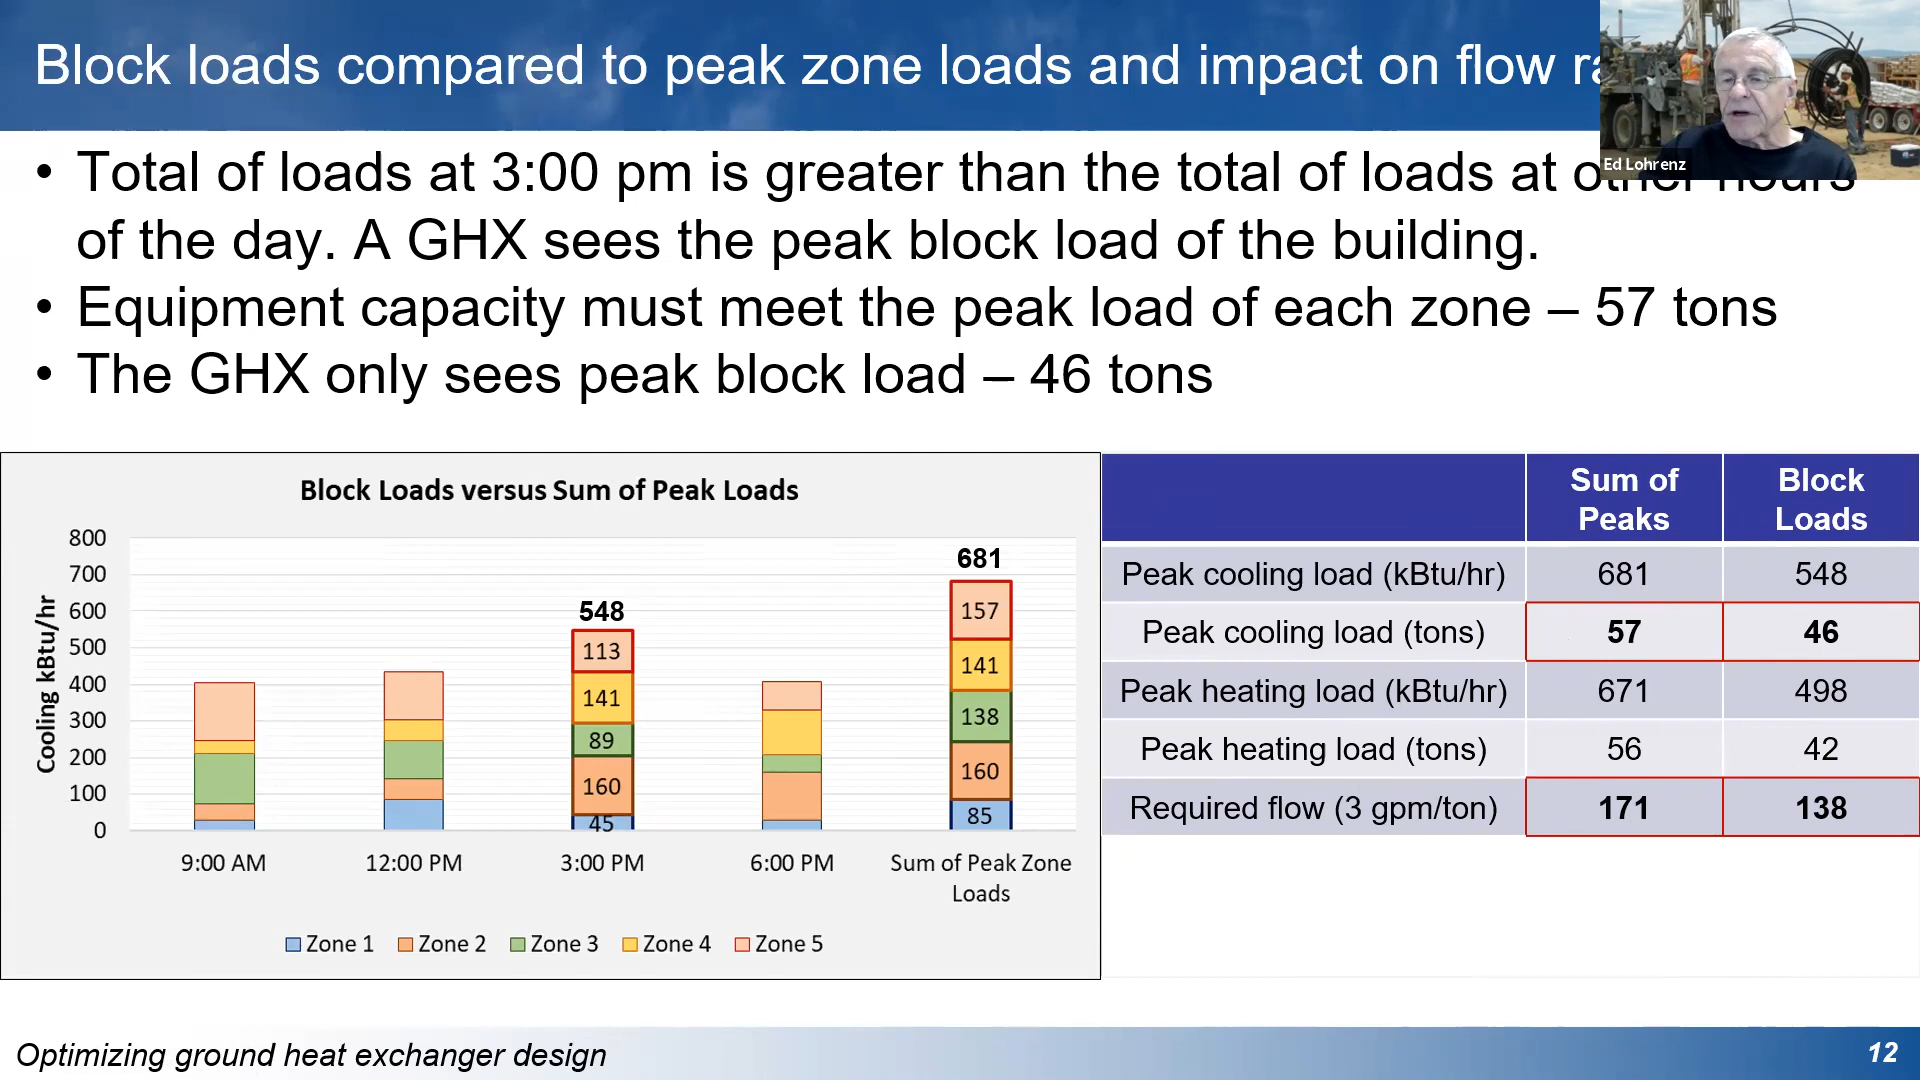 Block loads compared to peak zone loads and impact on flow
Ed Lohrenz
• Total of loads at 3:00 pm is greater than the total of loads at other hours
of the day. A GHX sees the peak block load of the building.
• Equipment capacity must meet the peak load of each zone – 57 tons
• The GHX only sees peak block load – 46 tons
Block Loads versus Sum of Peak Loads
Cooling kBtu/hr
800
700
600
500
400
300
200
100
0
548
113
141
89
160
45
681
157
141
138
160
85
9:00 AM 12:00 PM 3:00 PM 6:00 PM Sum of Peak Zone
Loads
Zone 1 Zone 2 Zone 3 Zone 4 Zone 5
Sum of Peaks Block Loads
Peak cooling load (kBtu/hr) 681 548
Peak cooling load (tons) 57 46
Peak heating load (kBtu/hr) 671 498
Peak heating load (tons) 56 42
Required flow (3 gpm/ton) 171 138
Optimizing ground heat exchanger design
12